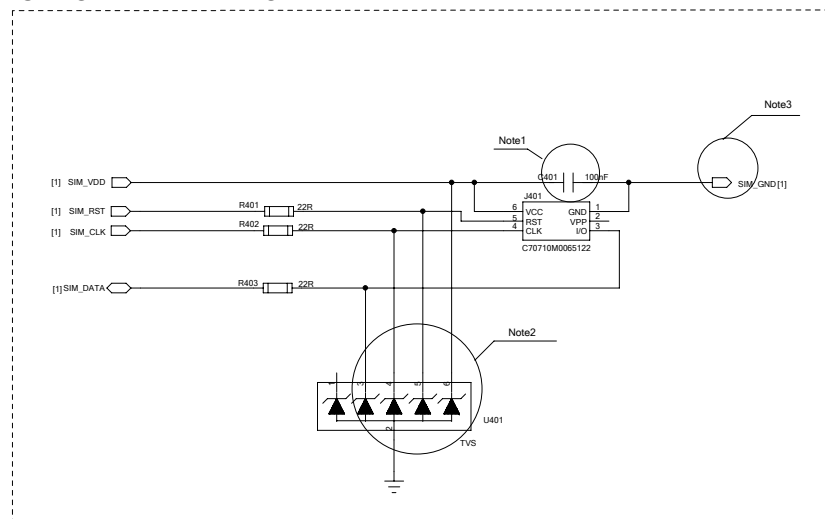 Note3
Note1
C401 100nF
[1] SIM_VDD
SIM_GND[1]
J401
[1] SIM_RST
R401 22R
6 VCC GND 1
5 RST VPP 2
[1] SIM_CLK
R402 22R
4 CLK I/O 3
C70710M0065122
[1] SIM_DATA
R403 22R
Note2
1 3 4 5 6
U401
2
TVS